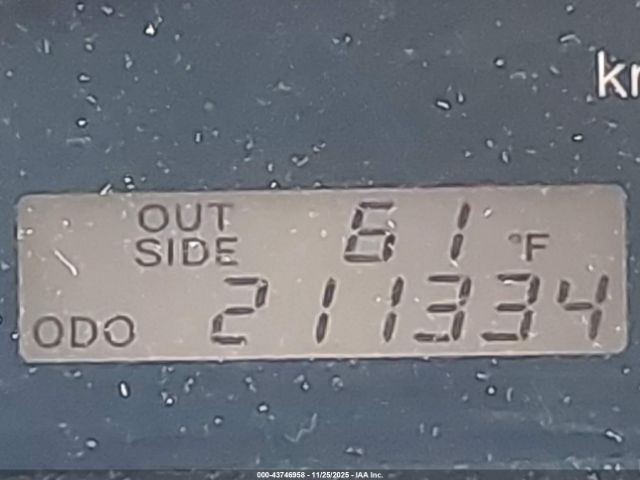 OUT SIDE 61 °F
ODO 211334
000-43746958 - 11/25/2025 - IAA Inc.